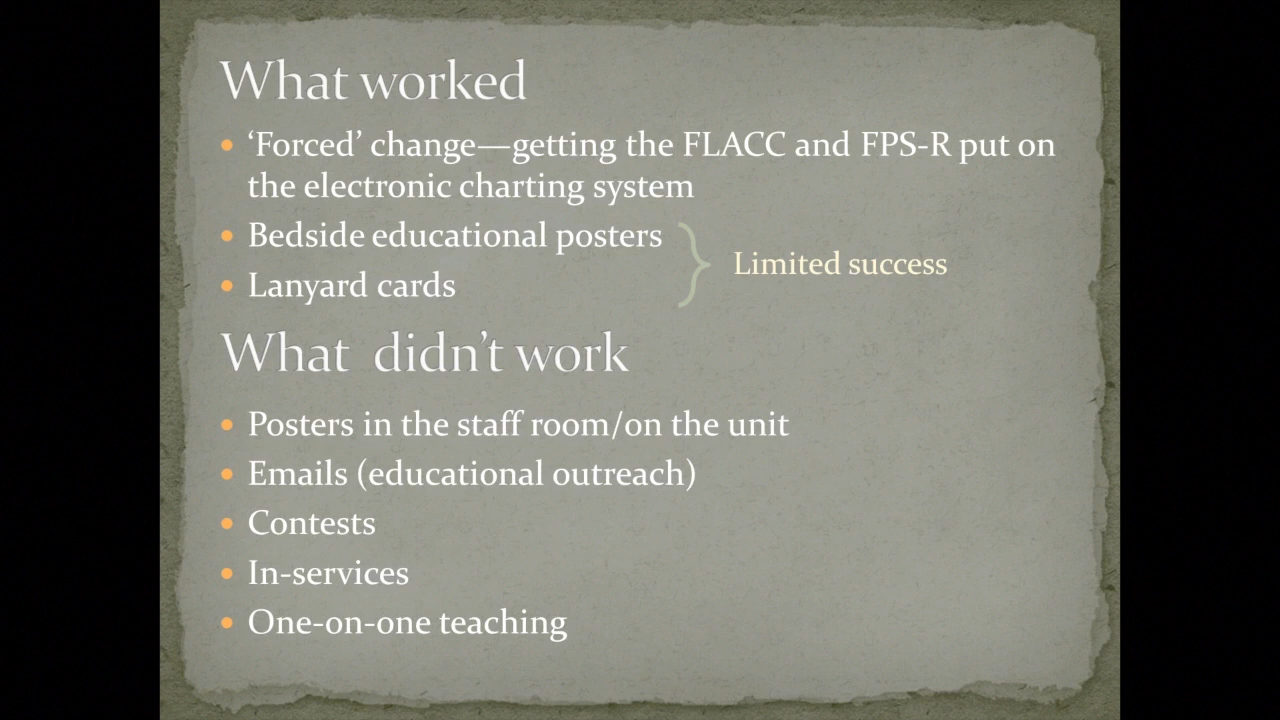 What worked
‘Forced’ change—getting the FLACC and FPS-R put on
the electronic charting system
Bedside educational posters
Lanyard cards
Limited success
What  didn’t work
Posters in the staff room/on the unit
Emails (educational outreach)
Contests
In-services
One-on-one teaching